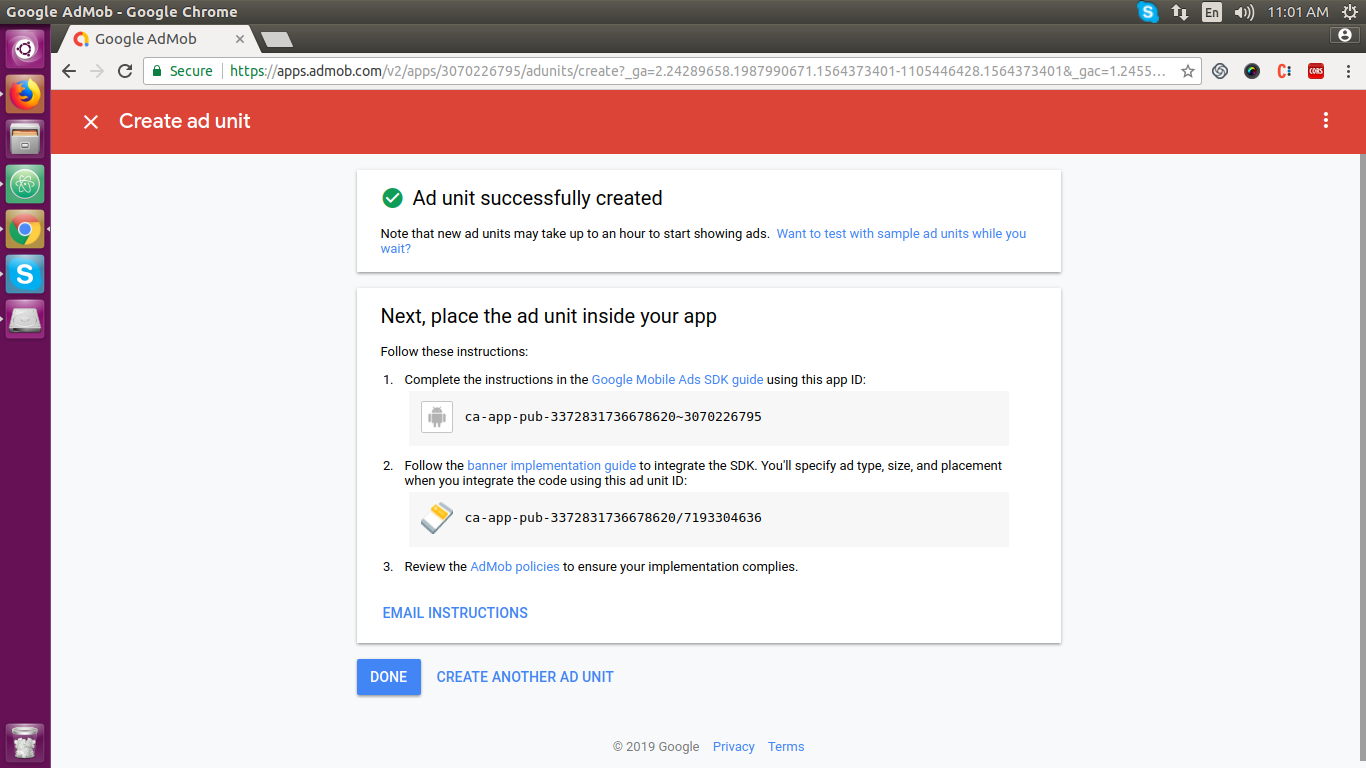 Google AdMob - Google Chrome
En
11:01 AM
Google AdMob
Secure
https://apps.admob.com/v2/apps/3070226795/adunits/create?_ga=2.24289658.1987990671.1564373401-1105446428.1564373401&_gac=1.2455...
CORS
Create ad unit
Ad unit successfully created
Note that new ad units may take up to an hour to start showing ads. Want to test with sample ad units while you
wait?
Next, place the ad unit inside your app
Follow these instructions:
1. Complete the instructions in the Google Mobile Ads SDK guide using this app ID:
ca-app-pub-3372831736678620~3070226795
2. Follow the banner implementation guide to integrate the SDK. You'll specify ad type, size, and placement
when you integrate the code using this ad unit ID:
ca-app-pub-3372831736678620/7193304636
3. Review the AdMob policies to ensure your implementation complies.
EMAIL INSTRUCTIONS
DONE
CREATE ANOTHER AD UNIT
© 2019 Google Privacy Terms